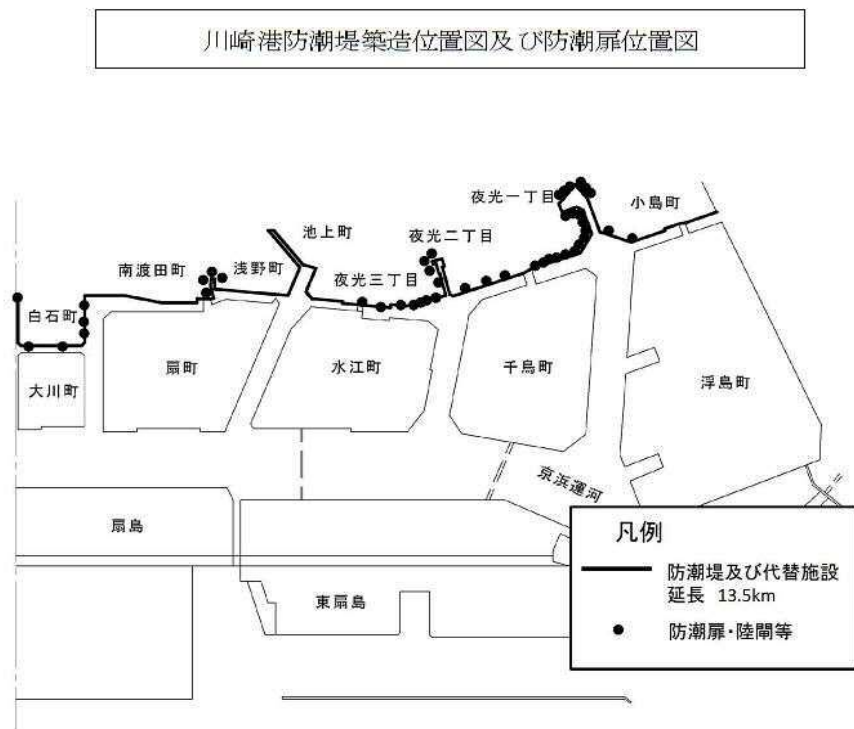 川崎港防潮堤築造位置図及び防潮扉位置図
夜光一丁目
小島町
池上町
夜光二丁目
南渡田町
浅野町
夜光三丁目
白石町
大川町
扇町
水江町
千鳥町
浮島町
京浜運河
扇島
東扇島
凡例
防潮堤及び代替施設
延長 13.5km
防潮扉・陸閘等